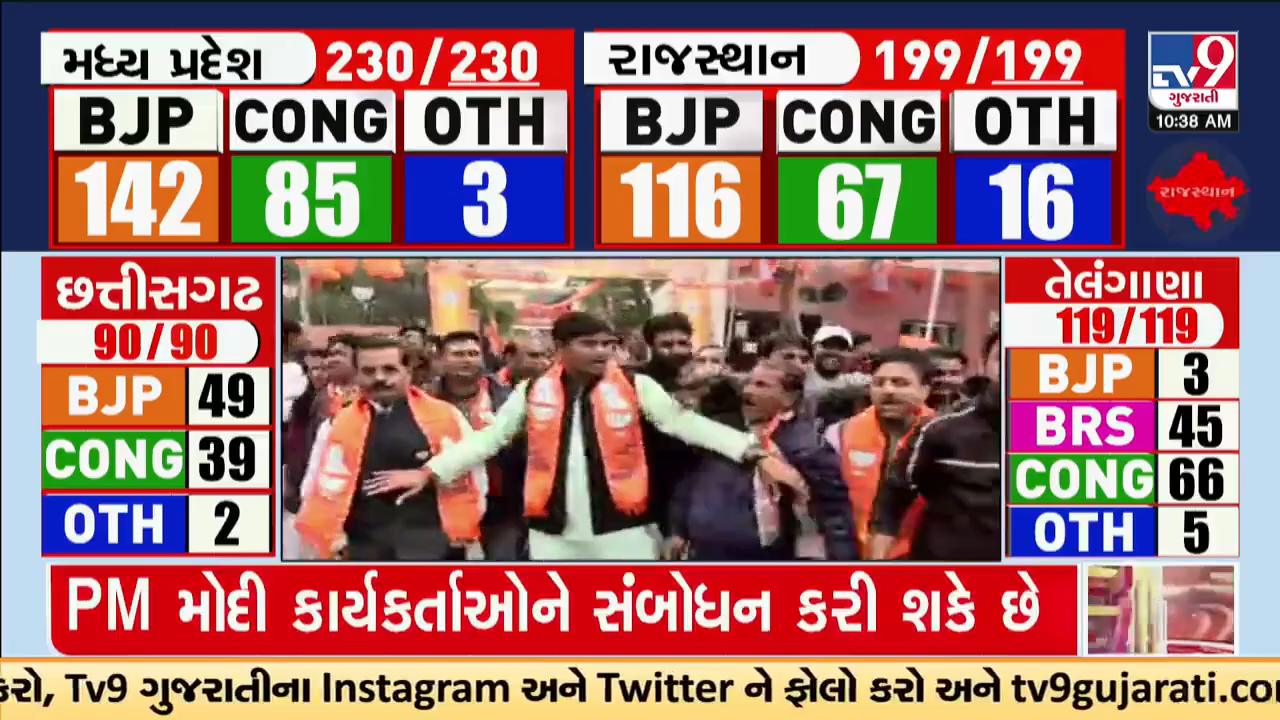 મધ્ય પ્રદેશ 230/230
BJP CONG OTH
142 85 3
રાજસ્થાન 199/199
BJP CONG OTH
116 67 16
TV9
ગુજરાતી
10:38 AM
રાજસ્થાન
છત્તીસગઢ
90/90
BJP 49
CONG 39
OTH 2
તેલંગાણા
119/119
BJP 3
BRS 45
CONG 66
OTH 5
PM મોદી કાર્યકર્તાઓને સંબોધન કરી શકે છે
કરો, Tv9 ગુજરાતીના Instagram અને Twitter ને ફોલો કરો અને tv9gujarati.co